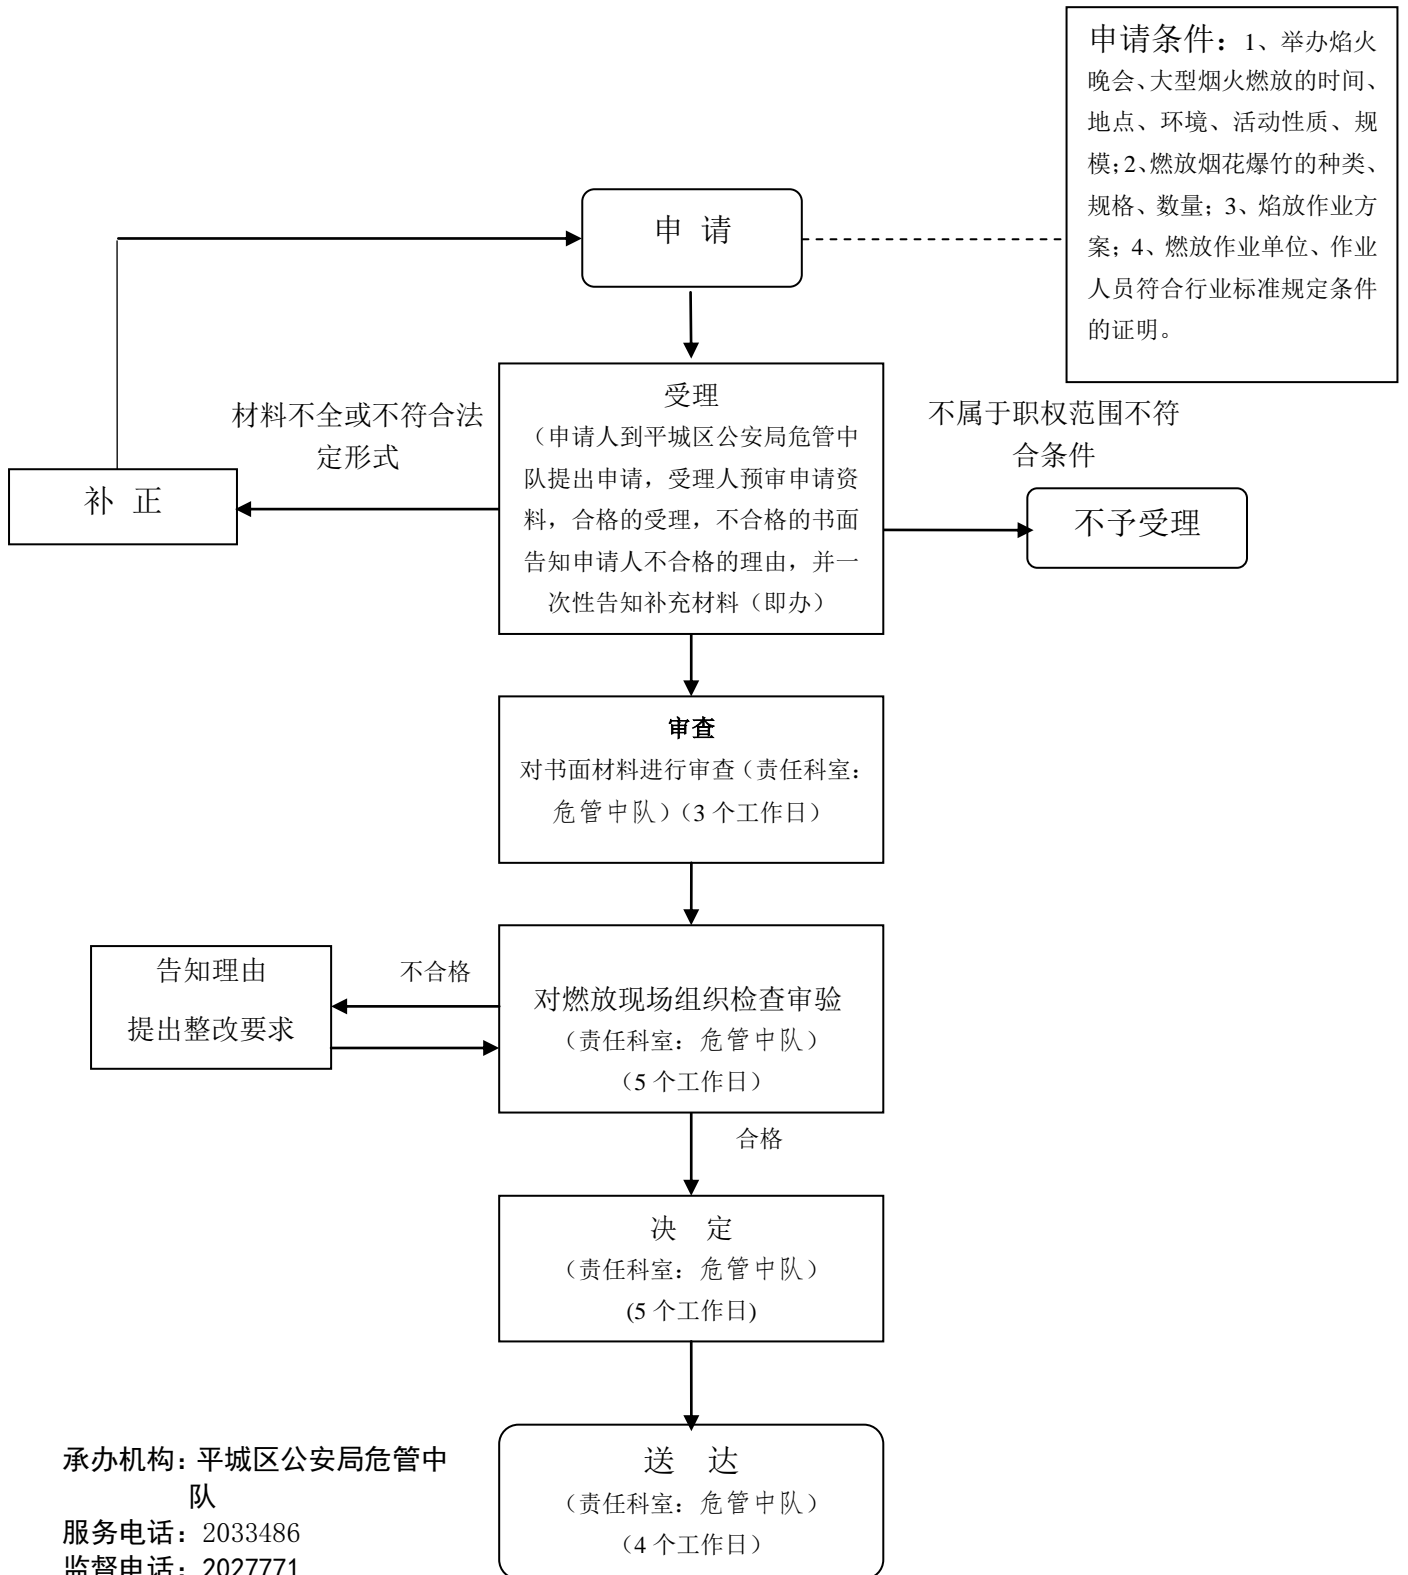 申请条件：1、举办焰火
晚会、大型烟火燃放的时间、
地点、环境、活动性质、规
模；2、燃放烟花爆竹的种类、
规格、数量；3、焰放作业方
案；4、燃放作业单位、作业
人员符合行业标准规定条件
的证明。
申 请
受理
（申请人到平城区公安局危管中
队提出申请，受理人预审申请资
料，合格的受理，不合格的书面
告知申请人不合格的理由，并一
次性告知补充材料（即办）
材料不全或不符合法
定形式
补 正
不属于职权范围不符
合条件
不予受理
审查
对书面材料进行审查（责任科室：
危管中队）（3 个工作日）
告知理由
提出整改要求
不合格
对燃放现场组织检查审验
（责任科室：危管中队）
（5 个工作日）
合格
决 定
（责任科室：危管中队）
(5 个工作日)
送 达
（责任科室：危管中队）
（4 个工作日）
承办机构：平城区公安局危管中
队
服务电话：2033486
监督电话：2027771